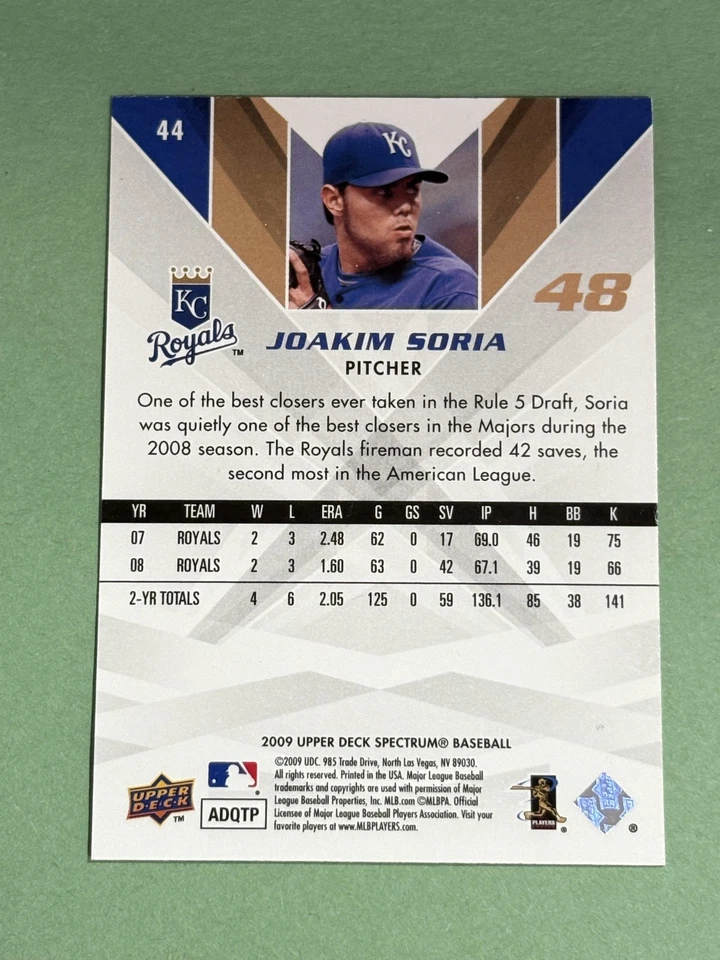 44
KC
48
KC
Royals™
JOAKIM SORIA
PITCHER
One of the best closers ever taken in the Rule 5 Draft, Soria
was quietly one of the best closers in the Majors during the
2008 season. The Royals fireman recorded 42 saves, the
second most in the American League.
YR TEAM W L ERA G GS SV IP H BB K
07 ROYALS 2 3 2.48 62 0 17 69.0 46 19 75
08 ROYALS 2 3 1.60 63 0 42 67.1 39 19 66
2-YR TOTALS 4 6 2.05 125 0 59 136.1 85 38 141
2009 UPPER DECK SPECTRUM® BASEBALL
©2009 UDC. 985 Trade Drive, North Las Vegas, NV 89030.
All rights reserved. Printed in the USA. Major League Baseball
trademarks and copyrights are used with permission of Major
League Baseball Properties, Inc. MLB.com ©MLBPA. Official
Licensee of Major League Baseball Players Association. Visit your
favorite players at www.MLBPLAYERS.com.
UPPER
DECK
™
ADQTP
PLAYERS
®
®